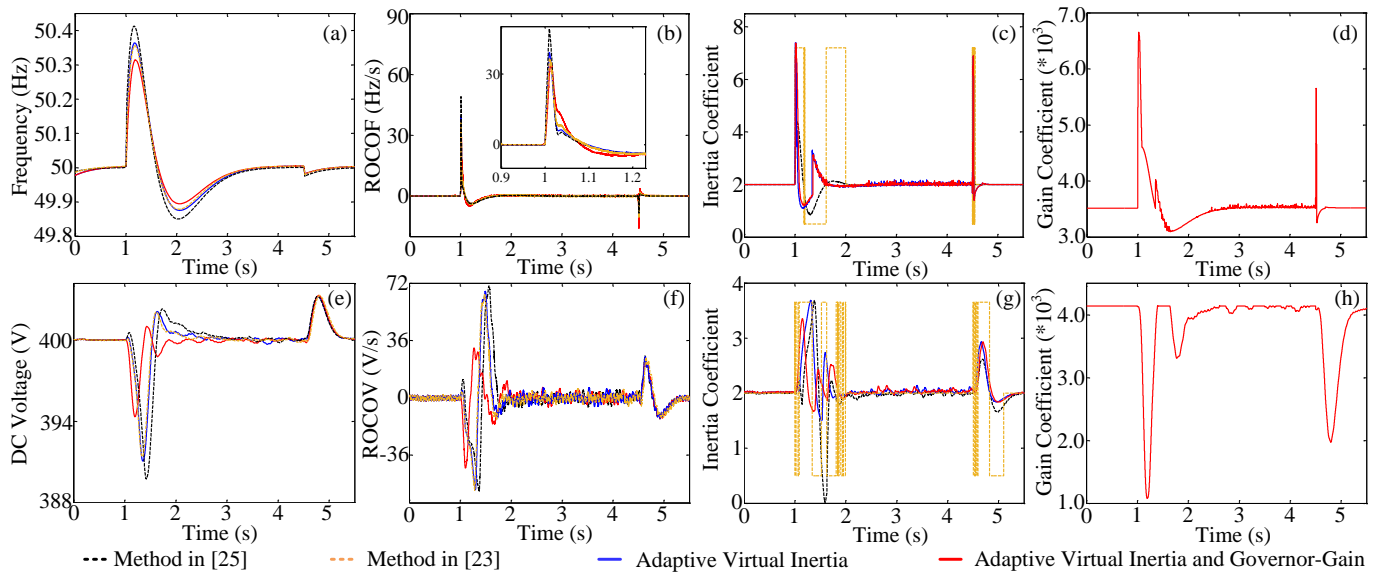 90
50.4
50.3
50.2
50.1
50
49.9
49.8
Frequency (Hz)
(a)
0 1 2 3 4 5
Time (s)
60
30
0
-30
ROCOF (Hz/s)
(b)
30
0
0.9 1 1.1 1.2
0 1 2 3 4 5
Time (s)
8
6
4
2
0
Inertia Coefficient
(c)
0 1 2 3 4 5
Time (s)
7.0
6.0
5.0
4.0
3.0
Gain Coefficient (*10³)
(d)
0 1 2 3 4 5
Time (s)
400
394
388
DC Voltage (V)
(e)
0 1 2 3 4 5
Time (s)
72
36
0
-36
ROCOV (V/s)
(f)
0 1 2 3 4 5
Time (s)
4
3
2
1
0
Inertia Coefficient
(g)
0 1 2 3 4 5
Time (s)
4.0
3.0
2.0
1.0
Gain Coefficient (*10³)
(h)
0 1 2 3 4 5
Time (s)
Method in [25] Method in [23] Adaptive Virtual Inertia Adaptive Virtual Inertia and Governor-Gain